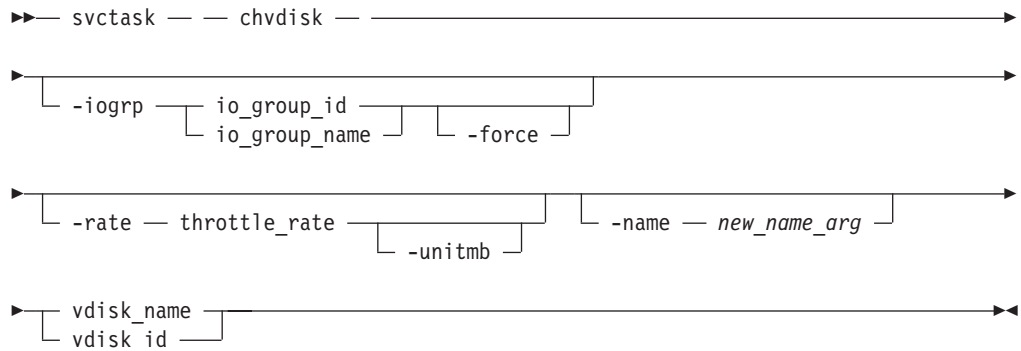 svctask chvdisk
-iogrp io_group_id
io_group_name -force
-rate throttle_rate -name new_name_arg
-unitmb
vdisk_name
vdisk_id